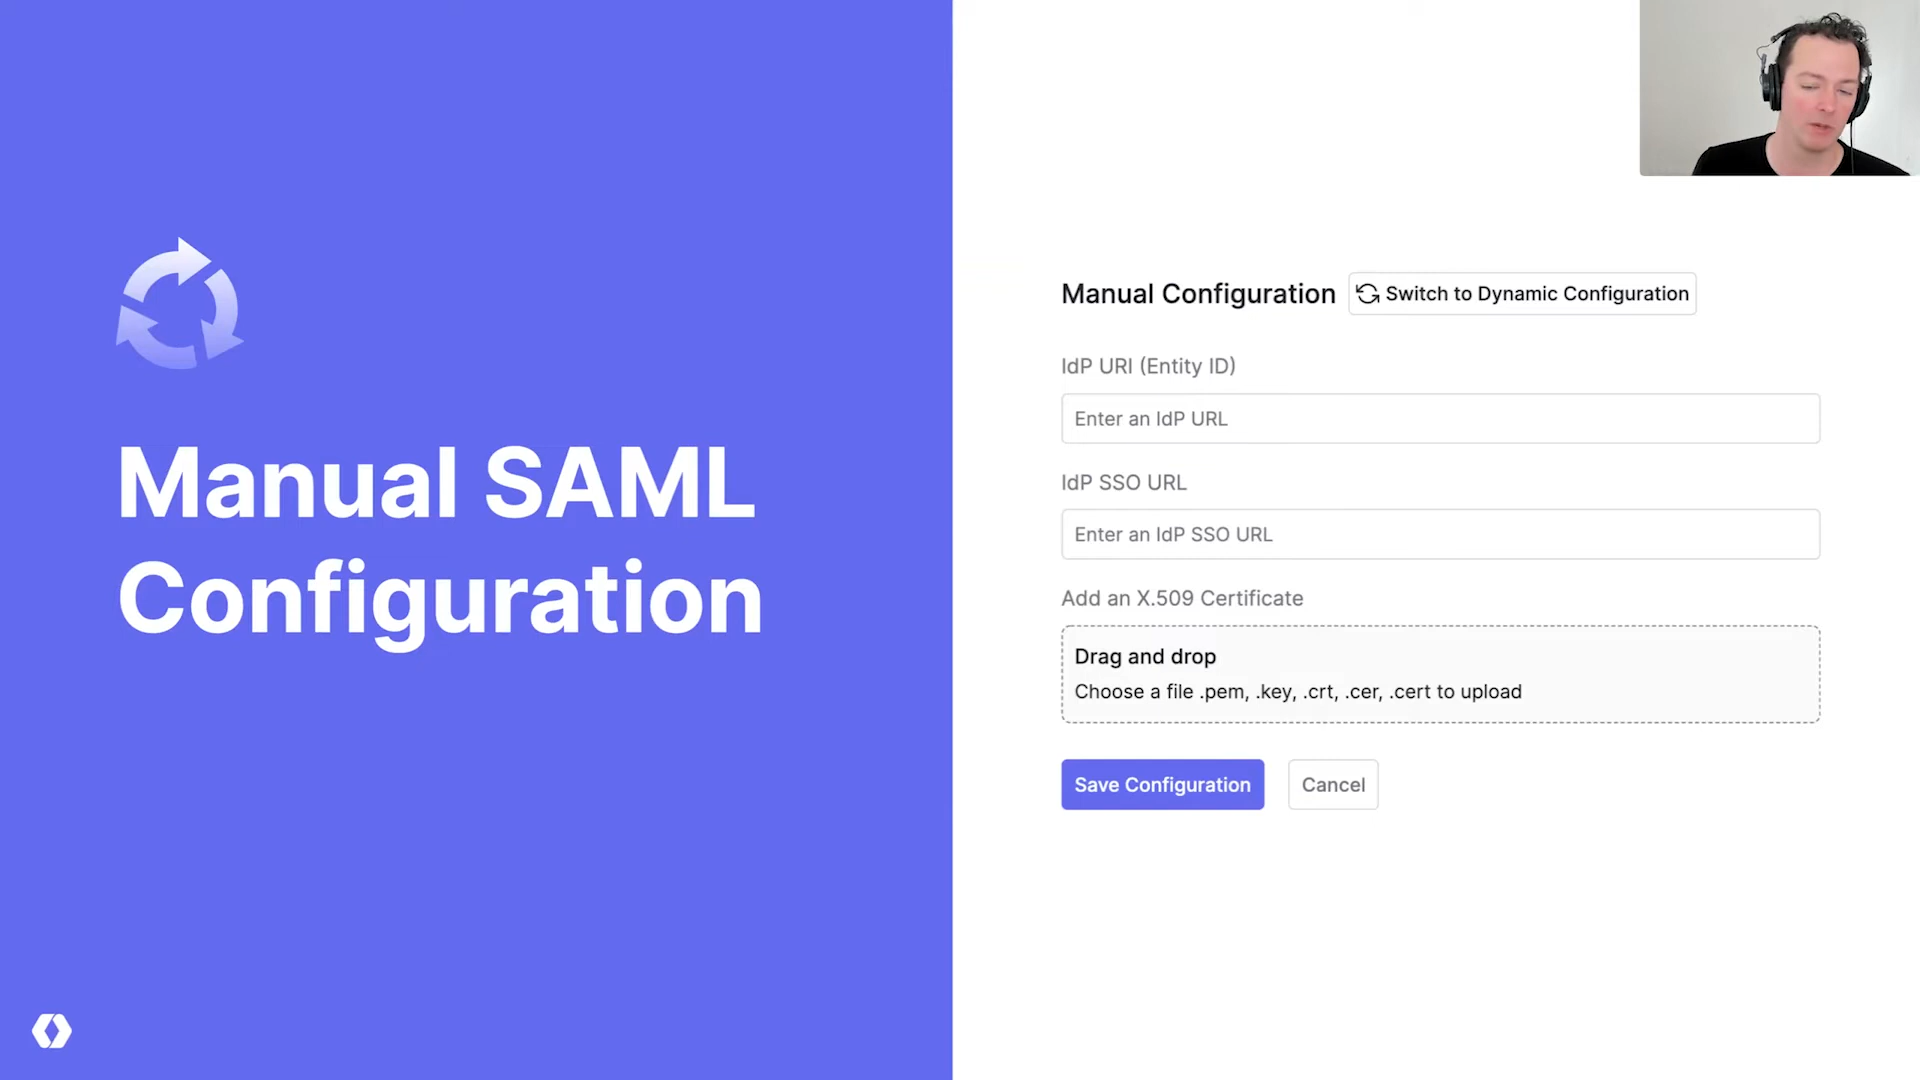 Manual SAML
Configuration
Manual Configuration
Switch to Dynamic Configuration
IdP URI (Entity ID)
Enter an IdP URL
IdP SSO URL
Enter an IdP SSO URL
Add an X.509 Certificate
Drag and drop
Choose a file .pem, .key, .crt, .cer, .cert to upload
Save Configuration
Cancel